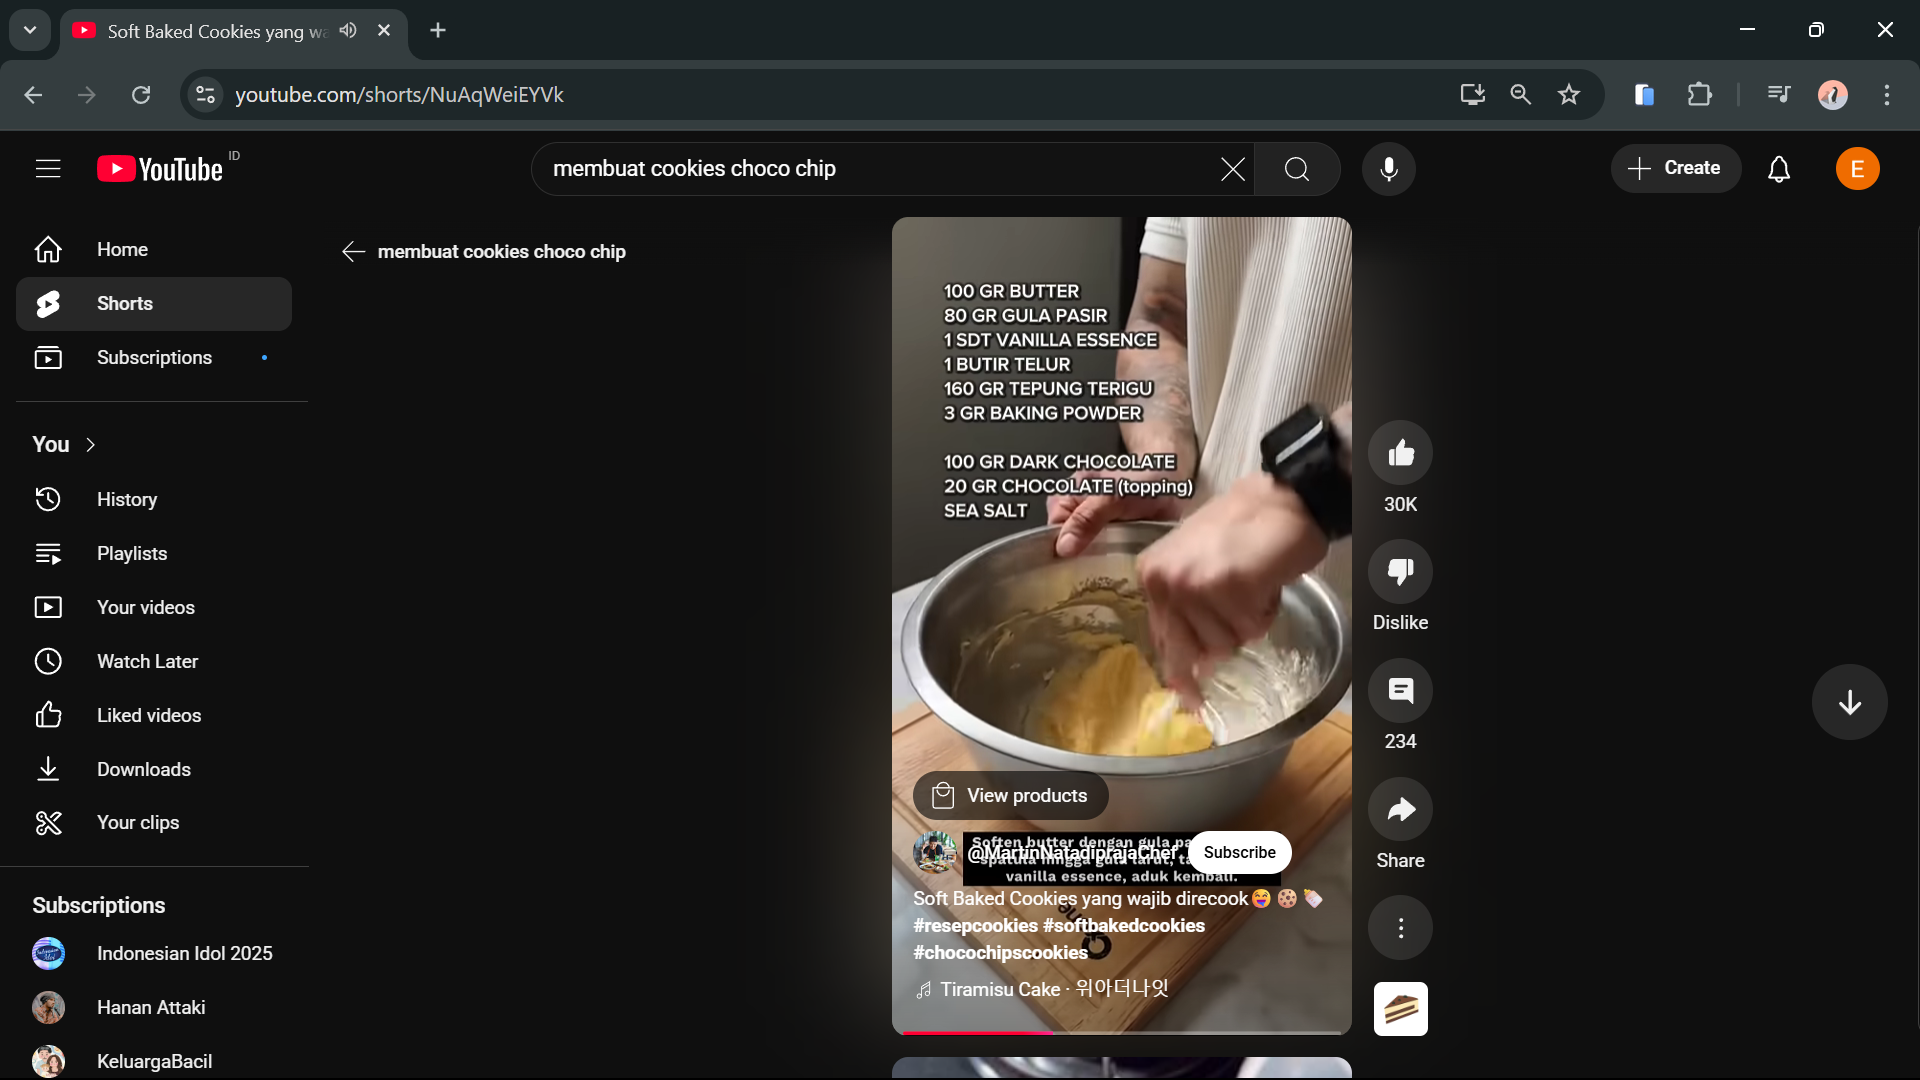 Soft Baked Cookies yang wa
youtube.com/shorts/NuAqWeiEYVk
YouTube ID
membuat cookies choco chip
Create
E
Home
Shorts
Subscriptions
You
History
Playlists
Your videos
Watch Later
Liked videos
Downloads
Your clips
Subscriptions
Indonesian Idol 2025
Hanan Attaki
KeluargaBacil
membuat cookies choco chip
100 GR BUTTER
80 GR GULA PASIR
1 SDT VANILLA ESSENCE
1 BUTIR TELUR
160 GR TEPUNG TERIGU
3 GR BAKING POWDER
100 GR DARK CHOCOLATE
20 GR CHOCOLATE (topping)
SEA SALT
View products
Soften butter dengan gula
@MartinNatadiprajaChef
Subscribe
spatula hingga gula larut,
vanilla essence, aduk kembali.
Soft Baked Cookies yang wajib direcook😝 🍪 🍼
#resepcookies #softbakedcookies
#chocochipscookies
Tiramisu Cake · 위아더나잇
30K
Dislike
234
Share